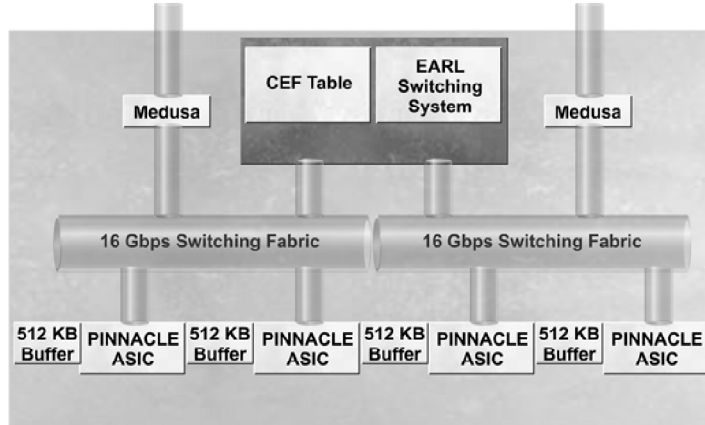 CEF Table
EARL
Switching
System
Medusa
Medusa
16 Gbps Switching Fabric
16 Gbps Switching Fabric
512 KB
Buffer
PINNACLE
ASIC
512 KB
Buffer
PINNACLE
ASIC
512 KB
Buffer
PINNACLE
ASIC
512 KB
Buffer
PINNACLE
ASIC